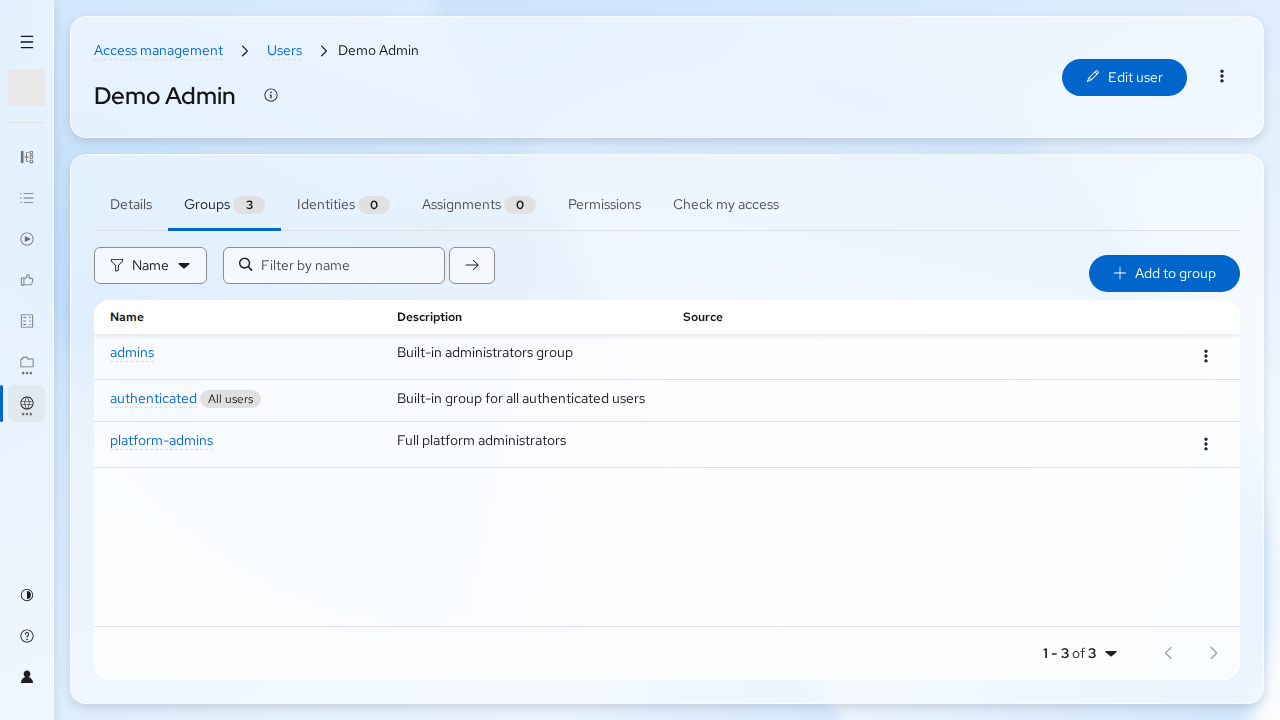 Access management > Users > Demo Admin
Demo Admin
Edit user
Details Groups 3 Identities 0 Assignments 0 Permissions Check my access
Name Filter by name
Add to group
Name Description Source
admins Built-in administrators group
authenticated All users Built-in group for all authenticated users
platform-admins Full platform administrators
1 - 3 of 3